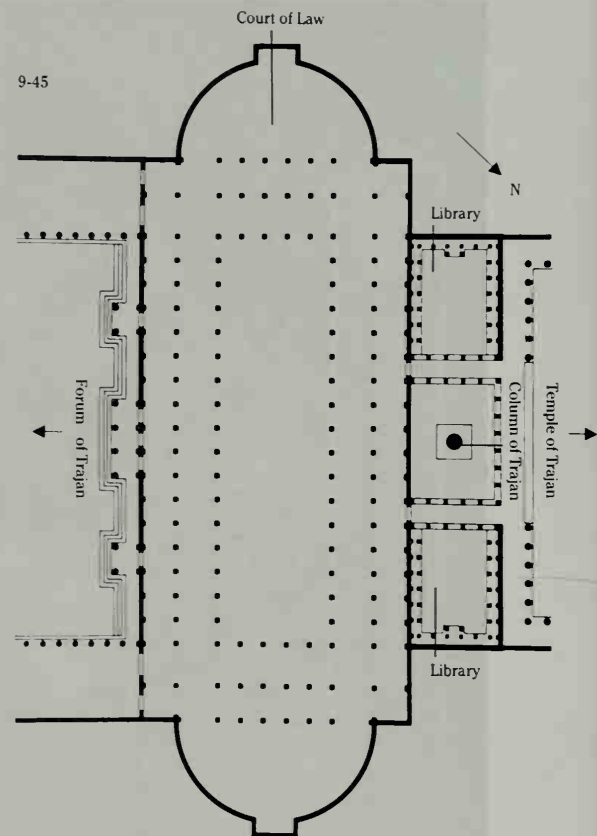 Court of Law
9-45
N
Library
Forum of Trajan
Column of Trajan
Temple of Trajan
Library